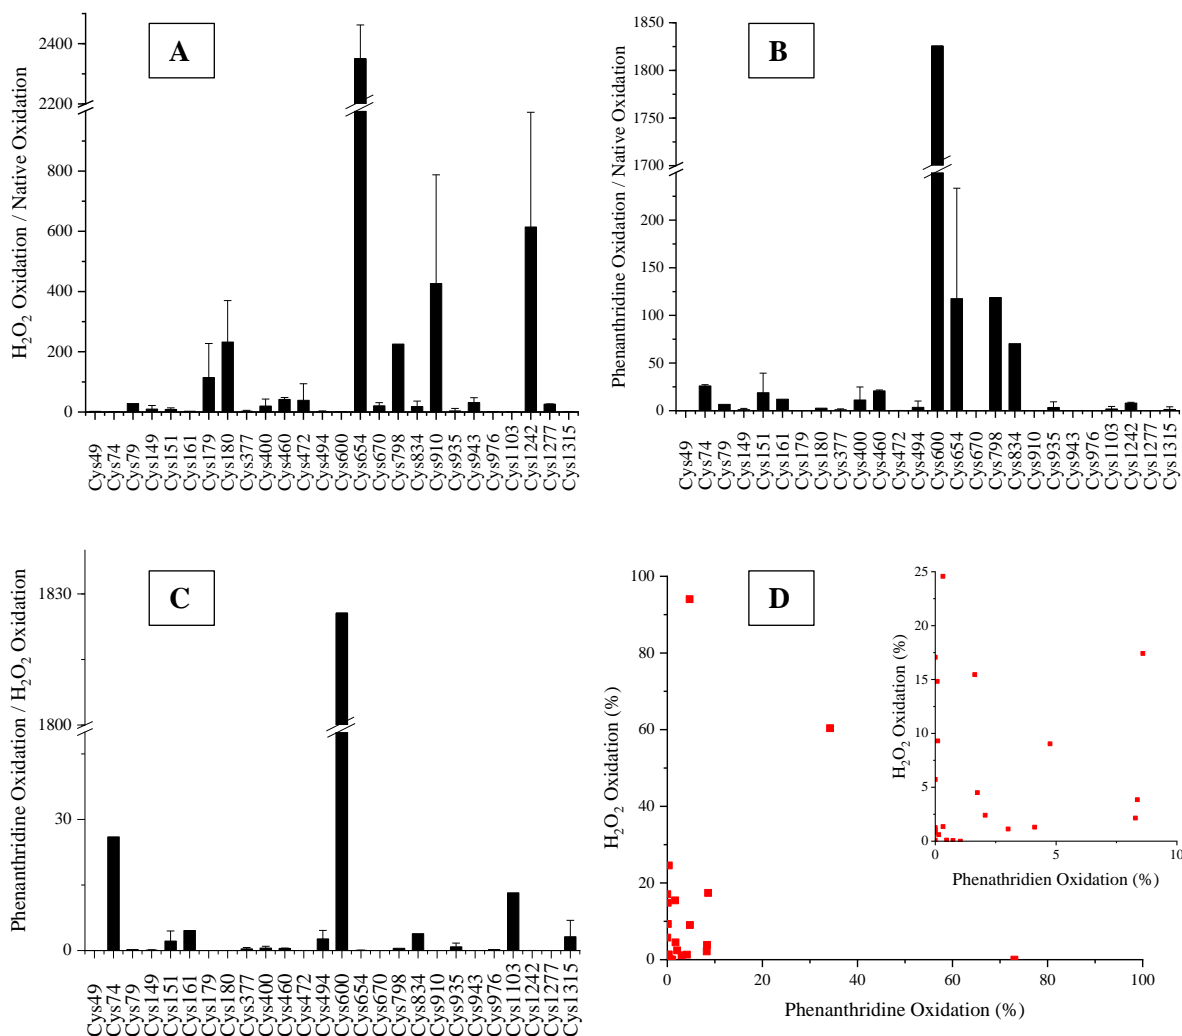 A
H₂O₂ Oxidation / Native Oxidation
2400
2200
800
600
400
200
0
Cys49
Cys74
Cys79
Cys149
Cys151
Cys161
Cys179
Cys180
Cys377
Cys400
Cys460
Cys472
Cys494
Cys600
Cys654
Cys670
Cys798
Cys834
Cys910
Cys935
Cys943
Cys976
Cys1103
Cys1242
Cys1277
Cys1315
B
Phenanthridine Oxidation / Native Oxidation
1850
1800
1750
1700
200
150
100
50
0
Cys49
Cys74
Cys79
Cys149
Cys151
Cys161
Cys179
Cys180
Cys377
Cys400
Cys460
Cys472
Cys494
Cys600
Cys654
Cys670
Cys798
Cys834
Cys910
Cys935
Cys943
Cys976
Cys1103
Cys1242
Cys1277
Cys1315
C
Phenanthridine Oxidation / H₂O₂ Oxidation
1830
1800
30
0
Cys49
Cys74
Cys79
Cys149
Cys151
Cys161
Cys179
Cys180
Cys377
Cys400
Cys460
Cys472
Cys494
Cys600
Cys654
Cys670
Cys798
Cys834
Cys910
Cys935
Cys943
Cys976
Cys1103
Cys1242
Cys1277
Cys1315
D
H₂O₂ Oxidation (%)
100
80
60
40
20
0
0 20 40 60 80 100
Phenanthridine Oxidation (%)
H₂O₂ Oxidation (%)
25
20
15
10
5
0
0 5 10
Phenathridien Oxidation (%)